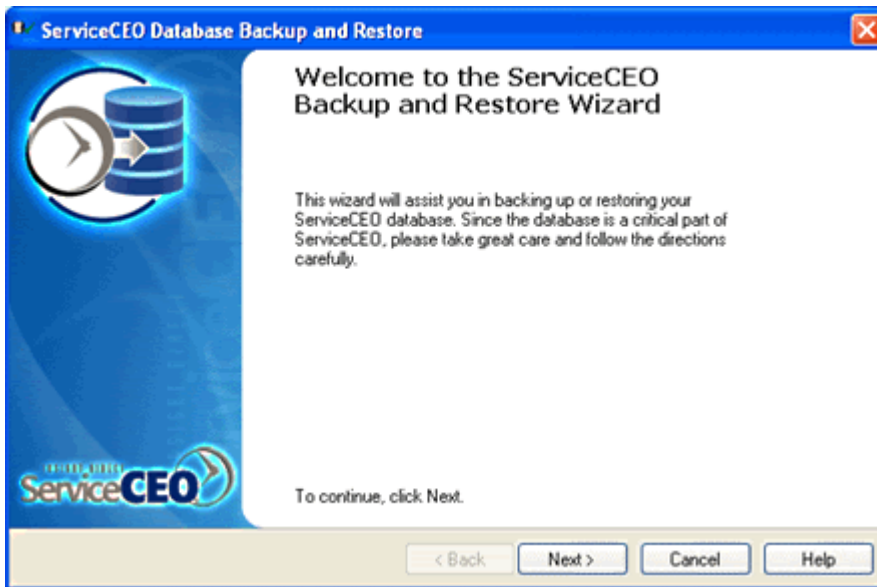 ServiceCEO Database Backup and Restore
Welcome to the ServiceCEO
Backup and Restore Wizard
This wizard will assist you in backing up or restoring your
ServiceCEO database. Since the database is a critical part of
ServiceCEO, please take great care and follow the directions
carefully.
ServiceCEO
To continue, click Next.
< Back
Next >
Cancel
Help